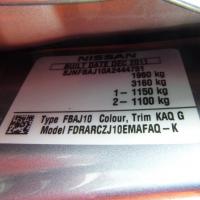 NISSAN
BUILT DATE DEC 2011
SJNFBAJ10A2444791
1960 kg
3160 kg
1 - 1150 kg
2 - 1100 kg
Type FBAJ10 Colour, Trim KAQ G
Model FDRARCZJ10EMAFAQ-K